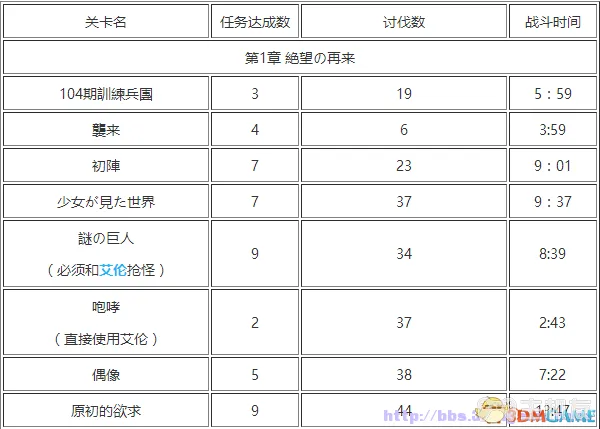 关卡名 任务达成数 讨伐数 战斗时间
第1章 絶望の再来
104期訓練兵團 3 19 5：59
襲来 4 6 3:59
初陣 7 23 9：01
少女が見た世界 7 37 9：37
謎の巨人
（必须和艾伦抢怪） 9 34 8:39
咆哮
（直接使用艾伦） 2 37 2:43
偶像 5 38 7:22
原初的欲求 9 44
http://bbs.a
3DMGAME